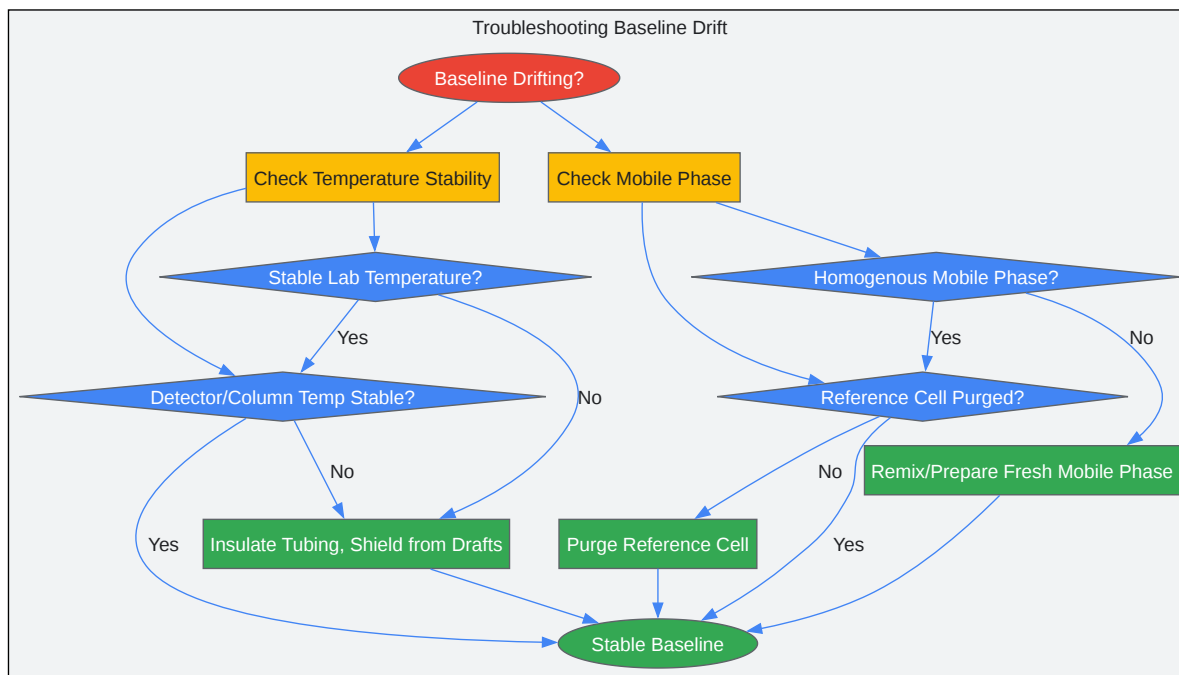 Troubleshooting Baseline Drift
Baseline Drifting?
Check Temperature Stability
Check Mobile Phase
Stable Lab Temperature?
Homogenous Mobile Phase?
Yes
Yes
No
Detector/Column Temp Stable?
No
Reference Cell Purged?
No
No
Remix/Prepare Fresh Mobile Phase
Yes
Insulate Tubing, Shield from Drafts
Purge Reference Cell
Yes
Stable Baseline